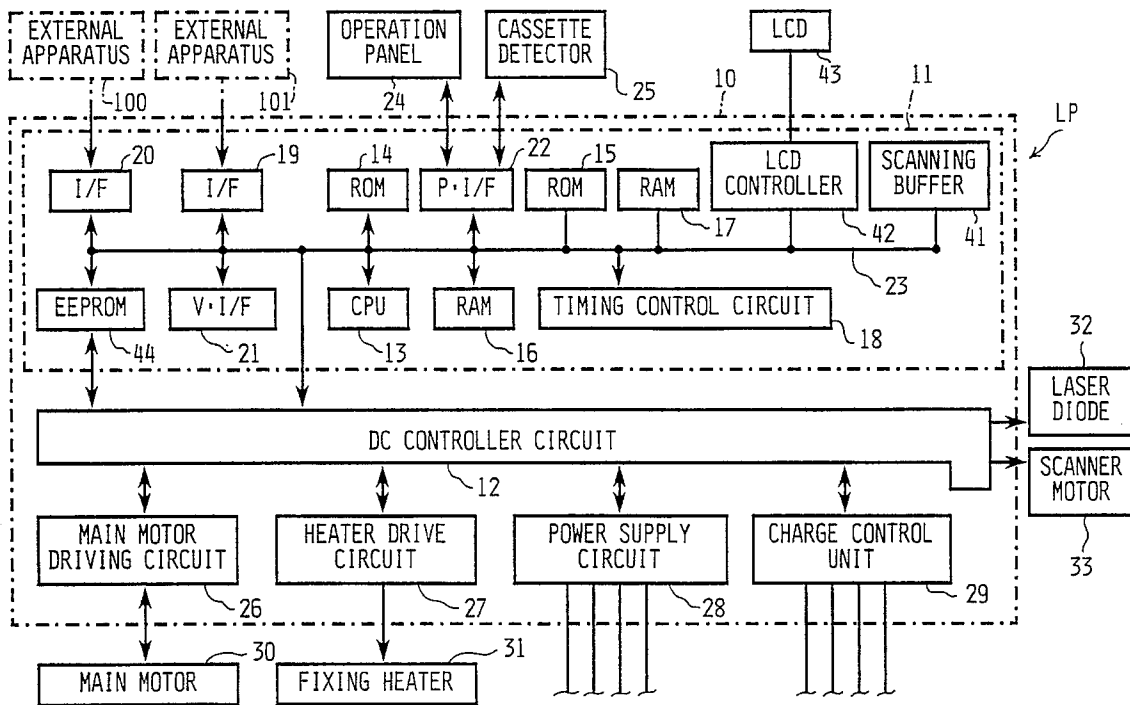 EXTERNAL
APPARATUS
100
EXTERNAL
APPARATUS
101
OPERATION
PANEL
24
CASSETTE
DETECTOR
25
LCD
43
10
11
LP
20
I/F
19
I/F
14
ROM
22
P·I/F
15
ROM
RAM
17
LCD
CONTROLLER
42
SCANNING
BUFFER
41
23
EEPROM
44
V·I/F
21
CPU
13
RAM
16
TIMING CONTROL CIRCUIT
18
32
LASER
DIODE
DC CONTROLLER CIRCUIT
12
SCANNER
MOTOR
33
MAIN MOTOR
DRIVING CIRCUIT
26
HEATER DRIVE
CIRCUIT
27
POWER SUPPLY
CIRCUIT
28
CHARGE CONTROL
UNIT
29
30
MAIN MOTOR
31
FIXING HEATER